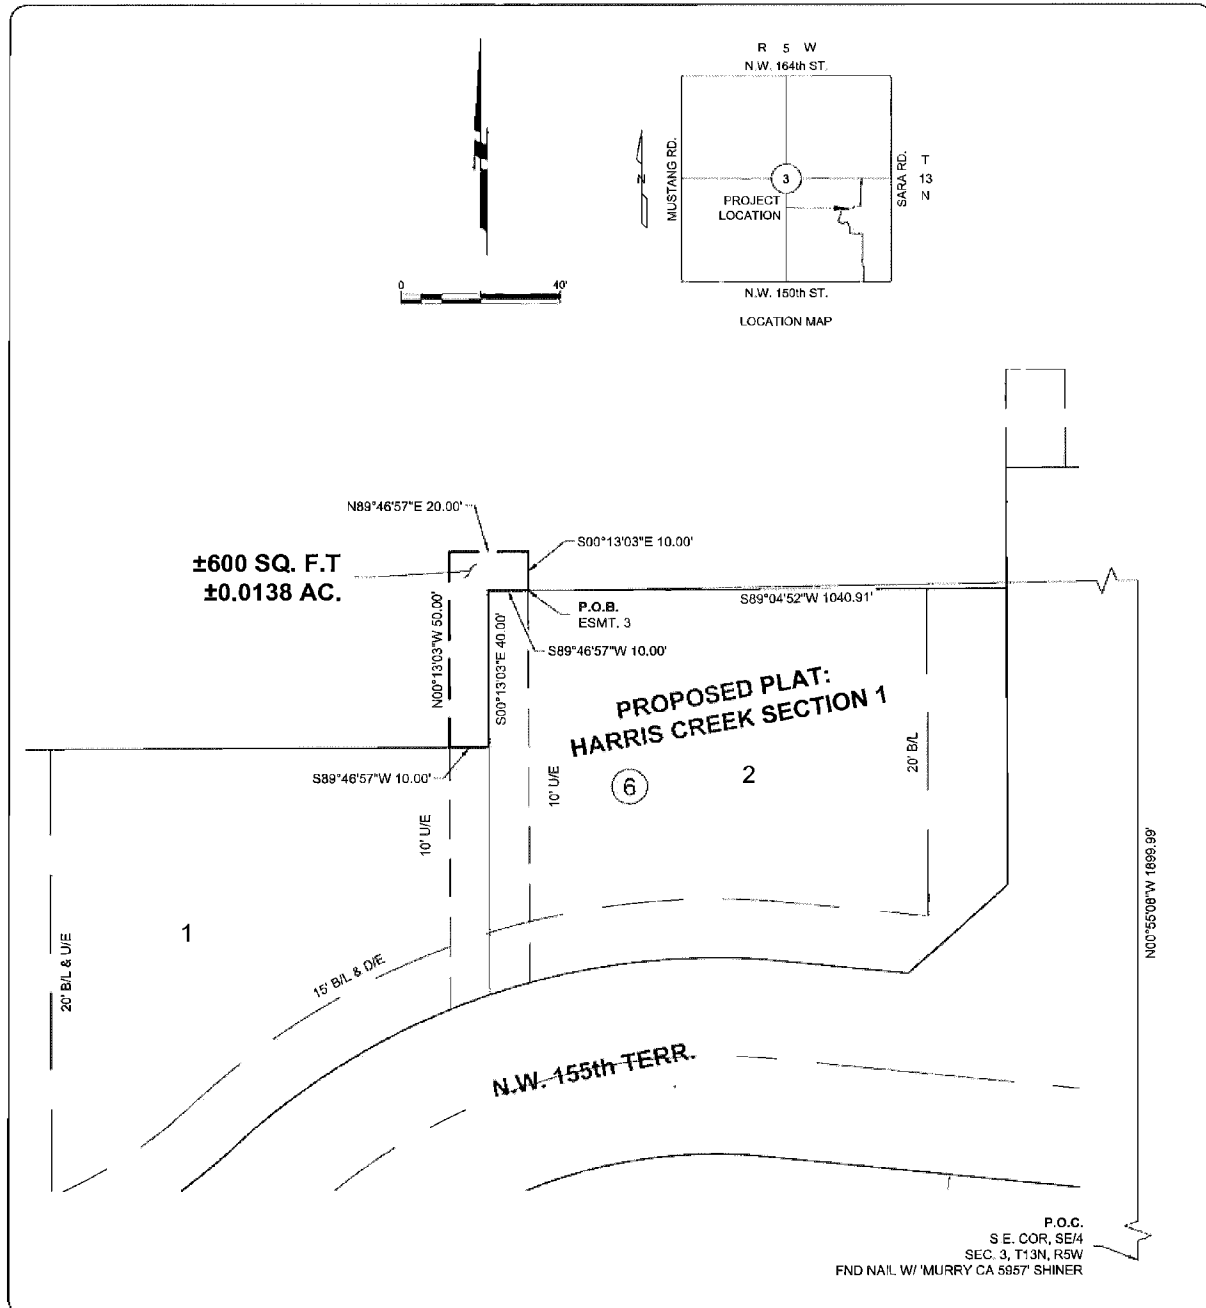 R 5 W
N.W. 164th ST.
MUSTANG RD.
N
3
SARA RD.
T
13
N
PROJECT
LOCATION
N.W. 150th ST.
LOCATION MAP
0
40'
N89°46'57"E 20.00'
S00°13'03"E 10.00'
±600 SQ. F.T
±0.0138 AC.
S89°04'52"W 1040.91'
P.O.B.
ESMT. 3
N00°13'03"W 50.00'
S00°13'03"E 40.00'
S89°46'57"W 10.00'
PROPOSED PLAT:
HARRIS CREEK SECTION 1
20' B/L
S89°46'57"W 10.00'
10' U/E
10' U/E
6
2
N00°55'08"W 1899.99'
1
20' B/L & U/E
15' B/L & D/E
N.W. 155th TERR.
P.O.C.
S.E. COR, SE/4
SEC. 3, T13N, R5W
FND NAIL W/ 'MURRY CA 5957' SHINER